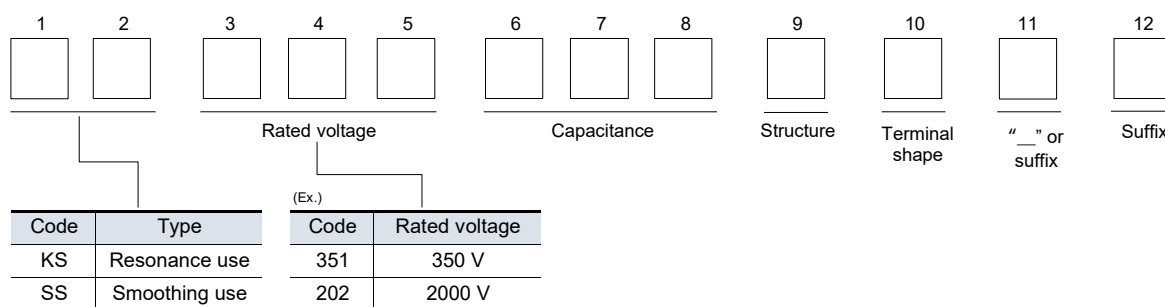 1 2 3 4 5 6 7 8 9 10 11 12
Rated voltage Capacitance Structure Terminal shape "__" or suffix Suffix
(Ex.)
Code Type Code Rated voltage
KS Resonance use 351 350 V
SS Smoothing use 202 2000 V